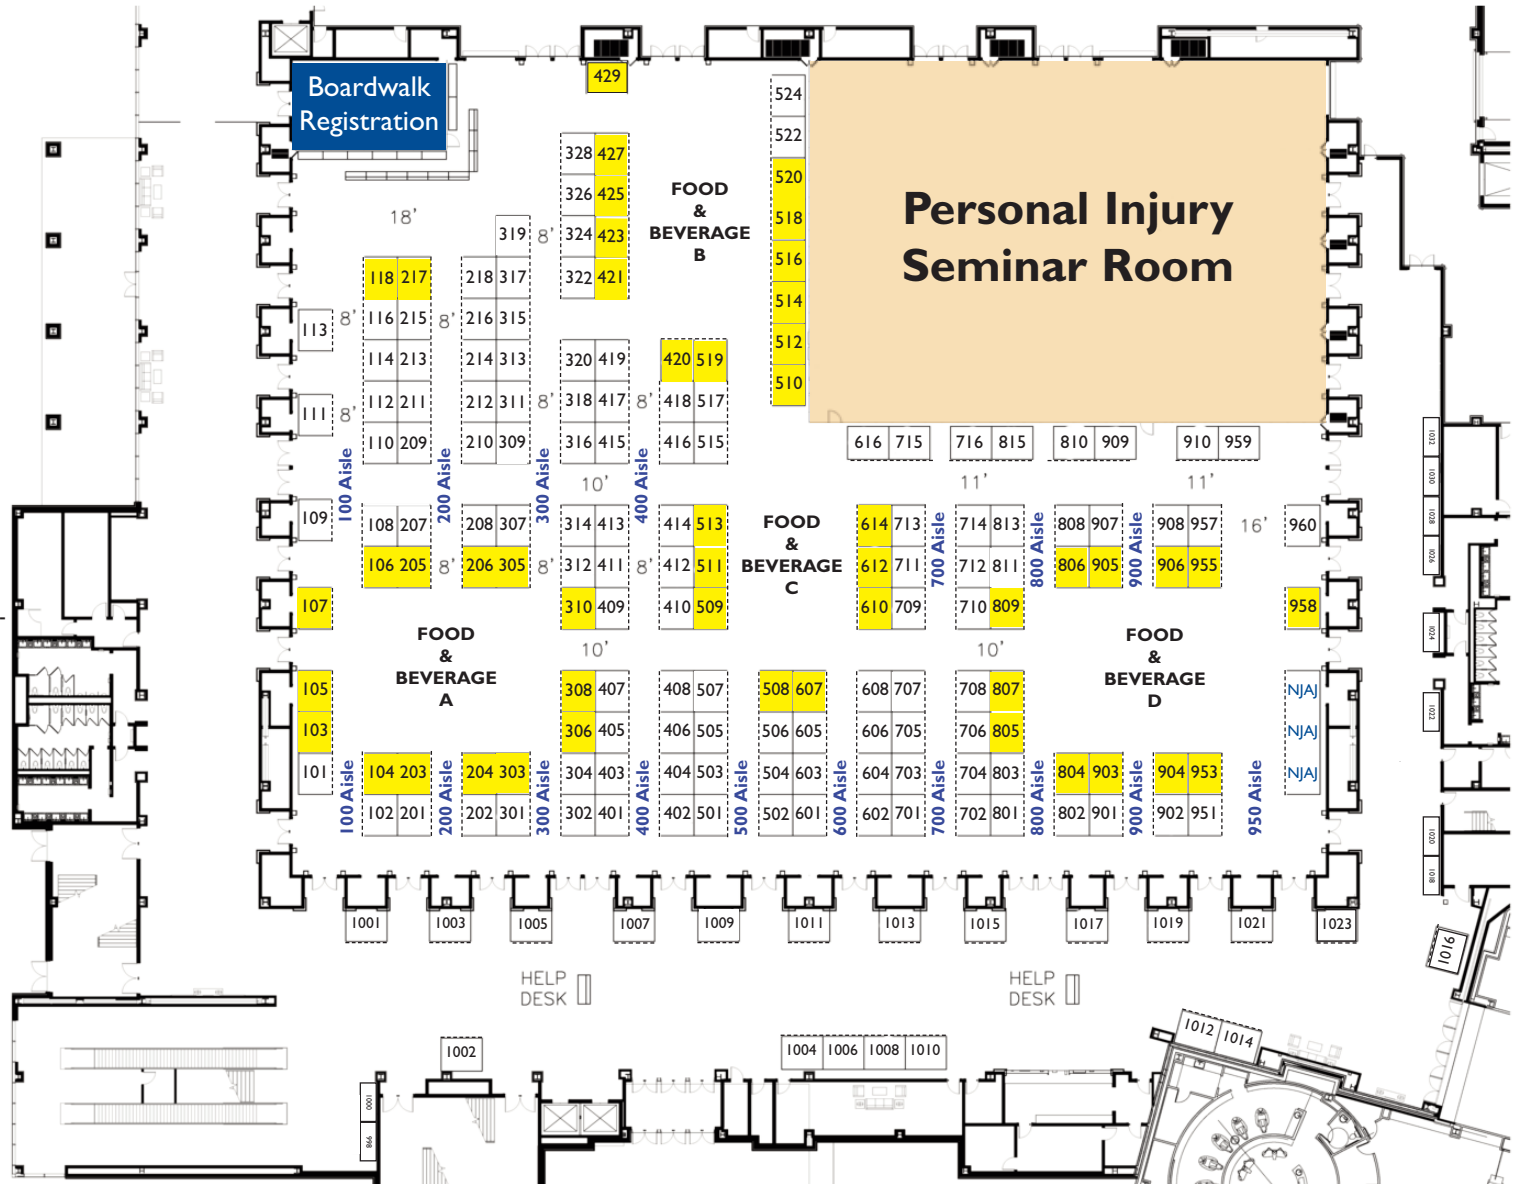 429
Boardwalk
Registration
524
522
328 427
520
326 425
FOOD
&
BEVERAGE
B
Personal Injury
Seminar Room
18'
518
319 8' 324 423
516
118 217
218 317
322 421
514
113 8' 116 215 8' 216 315
512
114 213
214 313
320 419
420 519
510
111 8' 112 211
212 311 8' 318 417 8' 418 517
110 209
210 309
316 415
416 515
616 715
716 815
810 909
910 959
100 Aisle
200 Aisle
300 Aisle
400 Aisle
10'
11'
11'
109
108 207
208 307
314 413
414 513
FOOD
&
BEVERAGE
C
614 713
700 Aisle
714 813
800 Aisle
808 907
900 Aisle
908 957
16'
960
106 205 8' 206 305 8' 312 411 8' 412 511
612 711
712 811
806 905
906 955
107
310 409
410 509
610 709
710 809
958
FOOD
&
BEVERAGE
A
10'
10'
FOOD
&
BEVERAGE
D
105
308 407
408 507
508 607
608 707
708 807
NJAJ
103
306 405
406 505
506 605
606 705
706 805
NJAJ
101
104 203
204 303
304 403
404 503
504 603
604 703
704 803
804 903
904 953
NJAJ
100 Aisle
200 Aisle
300 Aisle
400 Aisle
500 Aisle
600 Aisle
700 Aisle
800 Aisle
900 Aisle
950 Aisle
102 201
202 301
302 401
402 501
502 601
602 701
702 801
802 901
902 951
1032
1030
1028
1026
1024
1022
1020
1018
1016
1001
1003
1005
1007
1009
1011
1013
1015
1017
1019
1021
1023
HELP
DESK
HELP
DESK
1002
1004 1006 1008 1010
1012 1014
1000
998